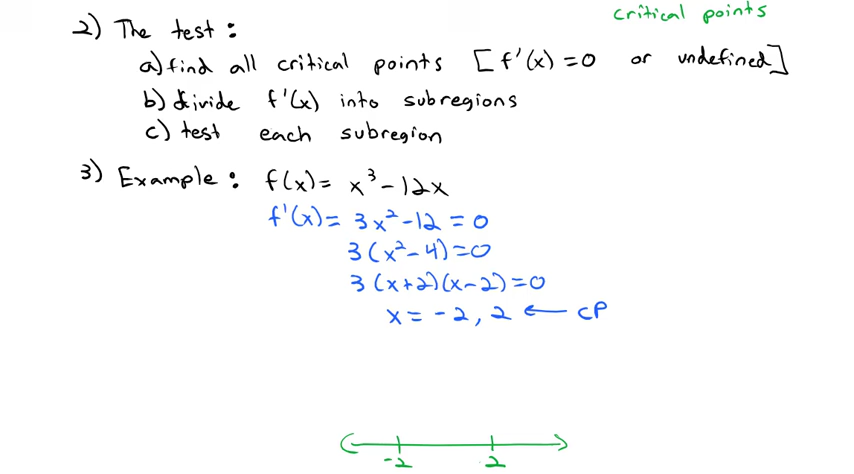 critical points
2) The test:
a) find all critical points [f'(x) = 0 or undefined]
b) divide f'(x) into subregions
c) test each subregion
3) Example: f(x) = x³ - 12x
f'(x) = 3x² - 12 = 0
3(x² - 4) = 0
3(x+2)(x-2) = 0
x = -2, 2 ← CP
-2 2